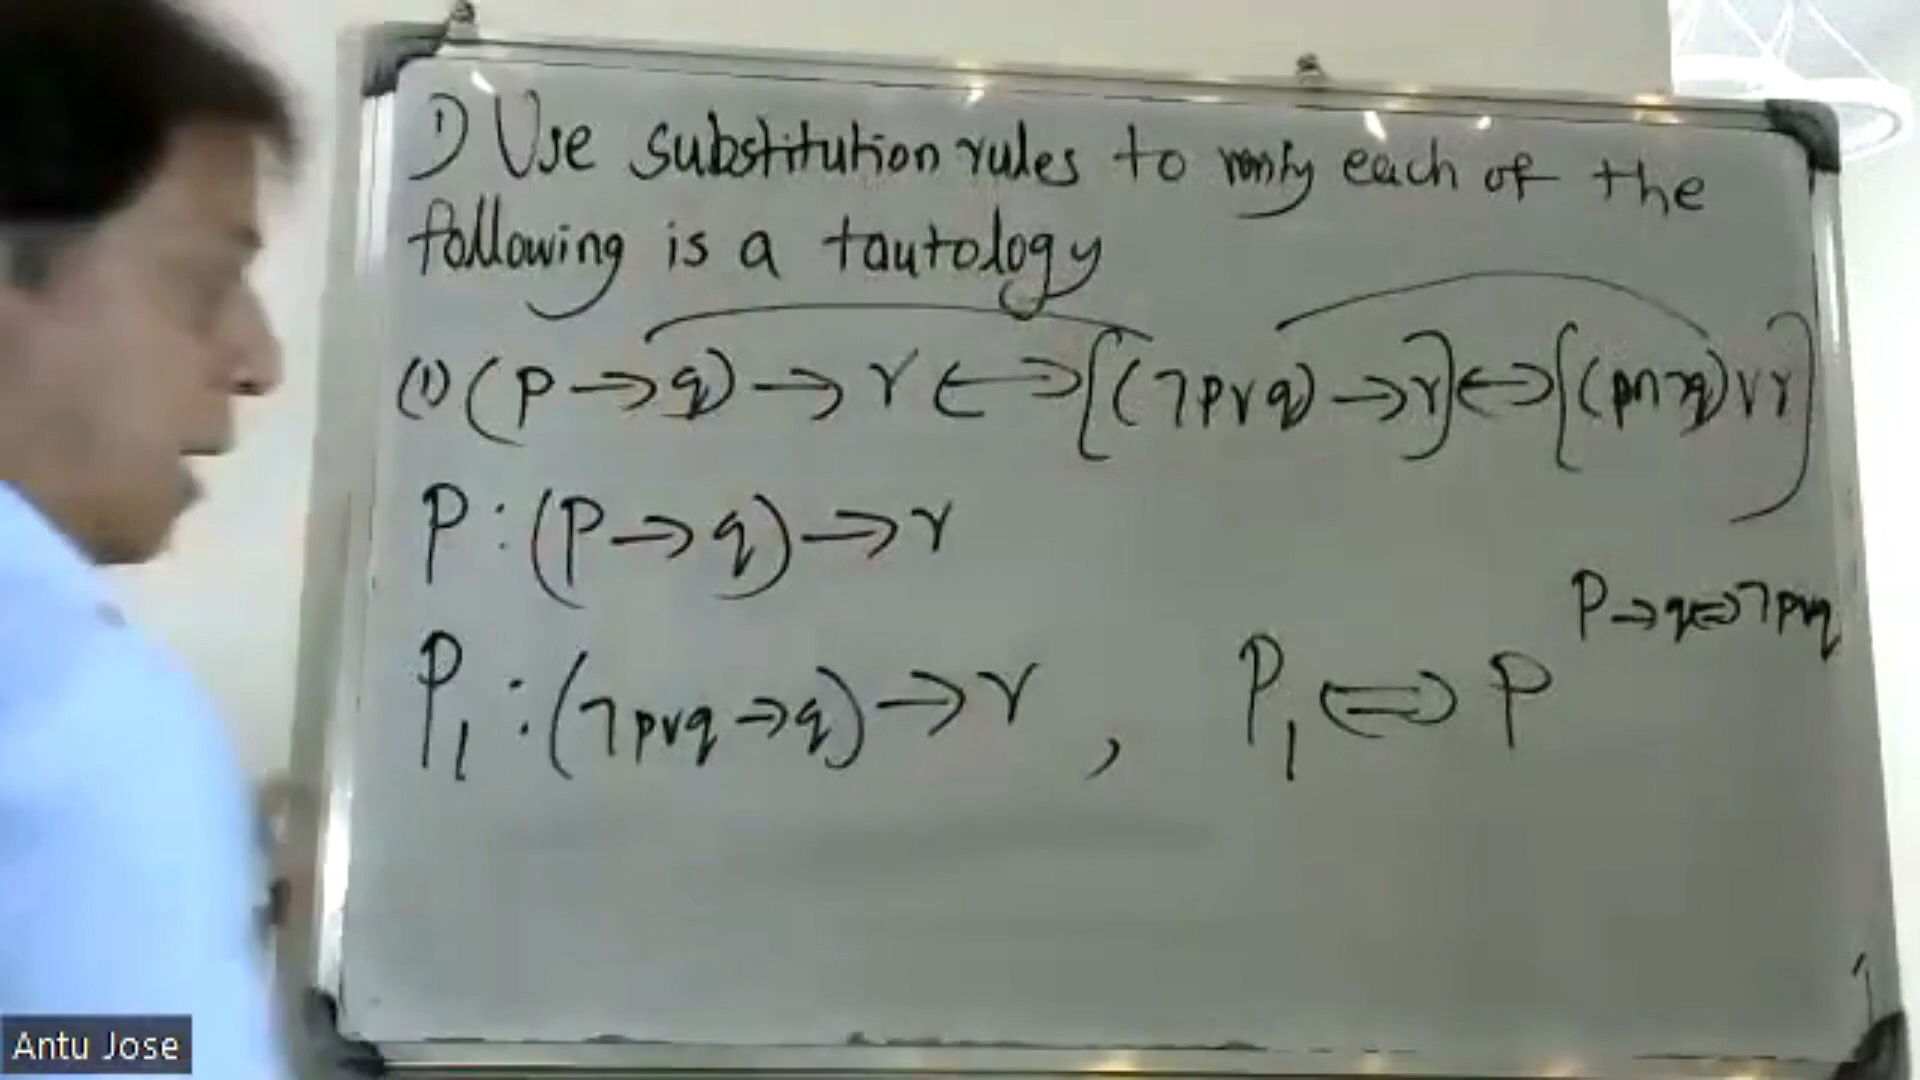 1) Use substitution rules to verify each of the
following is a tautology
(1) (p → q) → r ⟺ [(¬p∨q) → r] ⟺ [(p∧¬q)∨r]
P : (P → q) → r
P → q ⟺ ¬p∨q
P₁ : (¬p∨q → q) → r , P₁ ⟺ P
Antu Jose